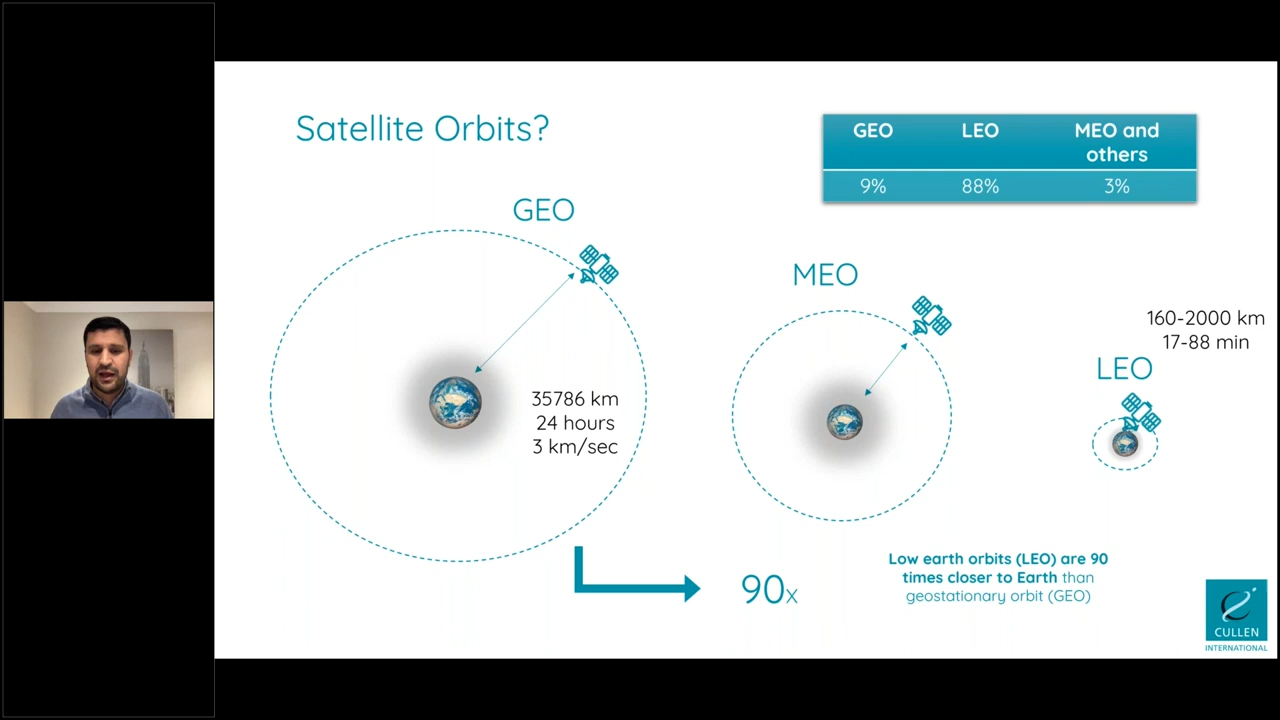 Satellite Orbits?
GEO LEO MEO and
others
9% 88% 3%
GEO
35786 km
24 hours
3 km/sec
MEO
160-2000 km
17-88 min
LEO
90x
Low earth orbits (LEO) are 90
times closer to Earth than
geostationary orbit (GEO)
CULLEN
INTERNATIONAL